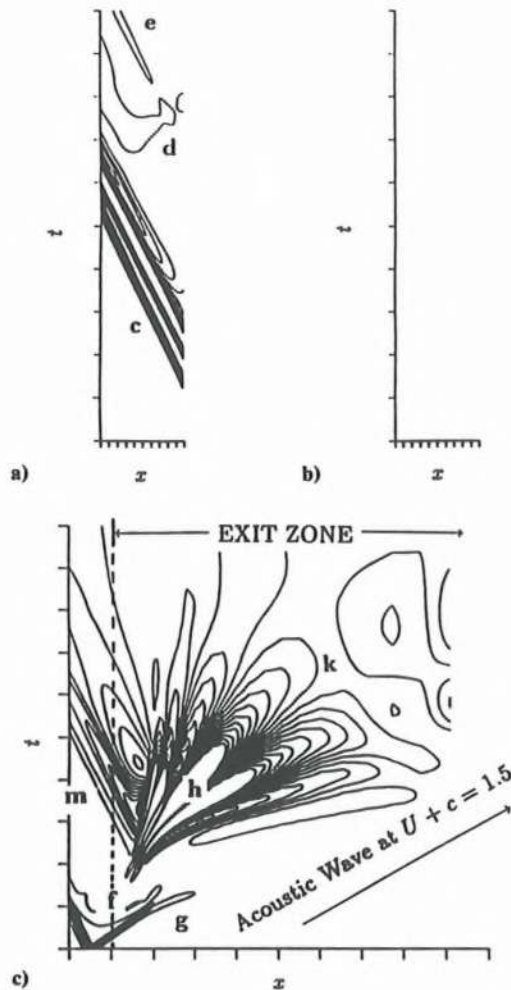 e
d
t
t
c
a)
x
b)
x
EXIT ZONE
k
t
h
m
Acoustic Wave at U + c = 1.5
f
g
c)
x